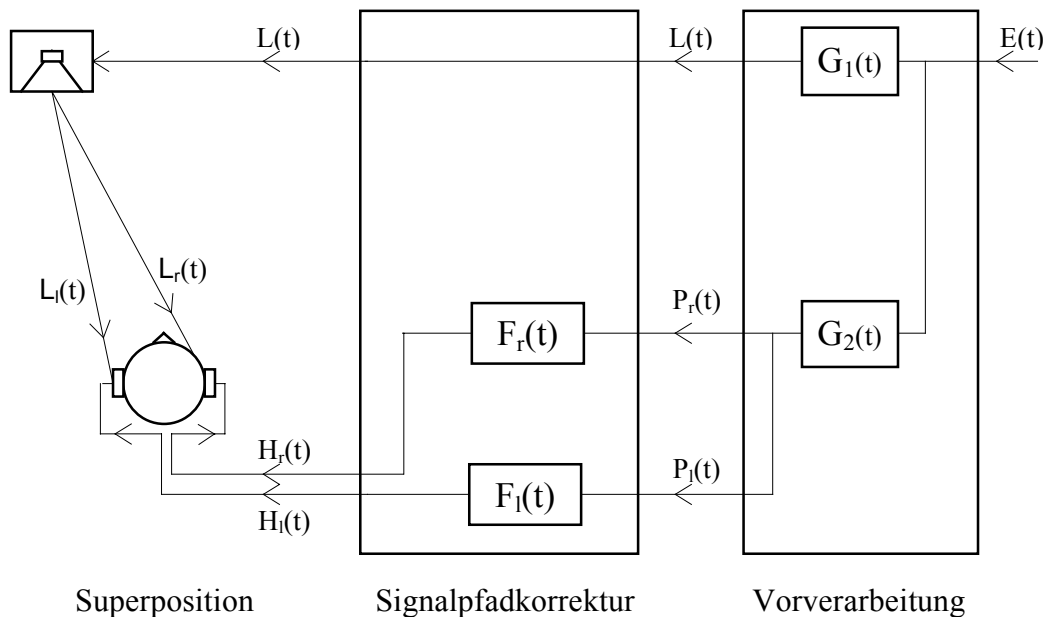 L(t) L(t) E(t)
G₁(t)
Lᵣ(t)
Lₗ(t)
Pᵣ(t)
Fᵣ(t) G₂(t)
Hᵣ(t) Pₗ(t)
Fₗ(t)
Hₗ(t)
Superposition Signalpfadkorrektur Vorverarbeitung